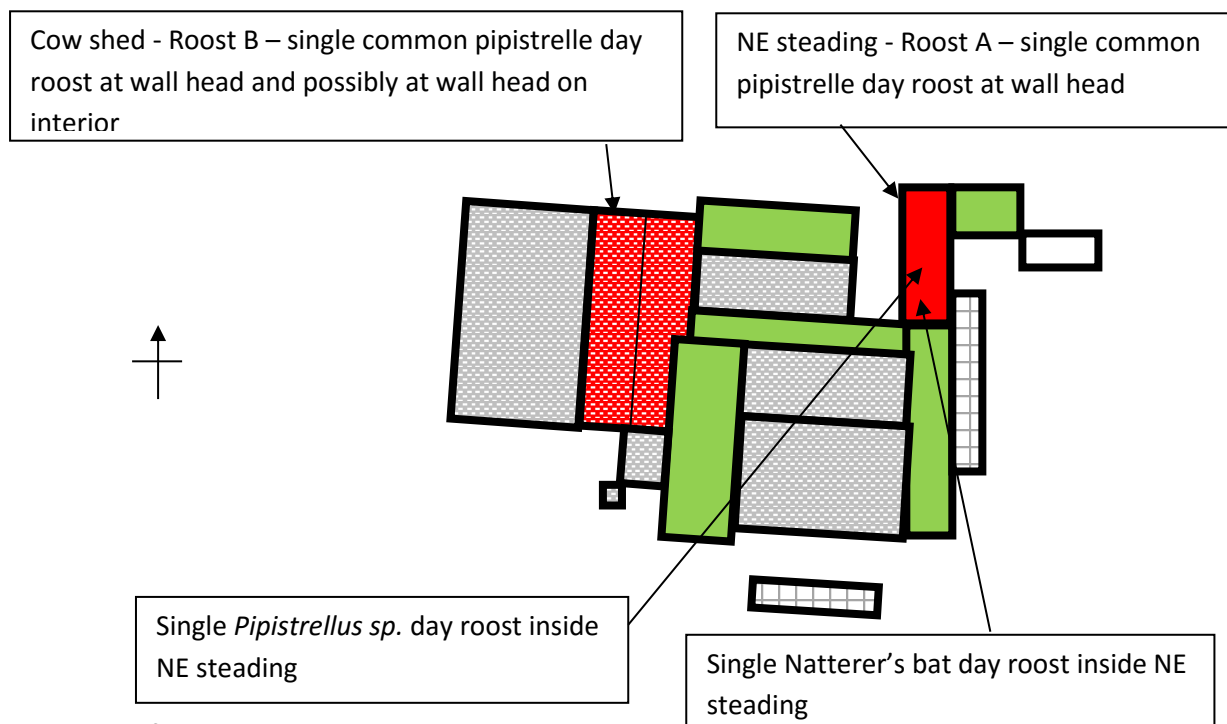 Cow shed - Roost B – single common pipistrelle day
roost at wall head and possibly at wall head on
interior
NE steading - Roost A – single common
pipistrelle day roost at wall head
Single Pipistrellus sp. day roost inside
NE steading
Single Natterer’s bat day roost inside NE
steading